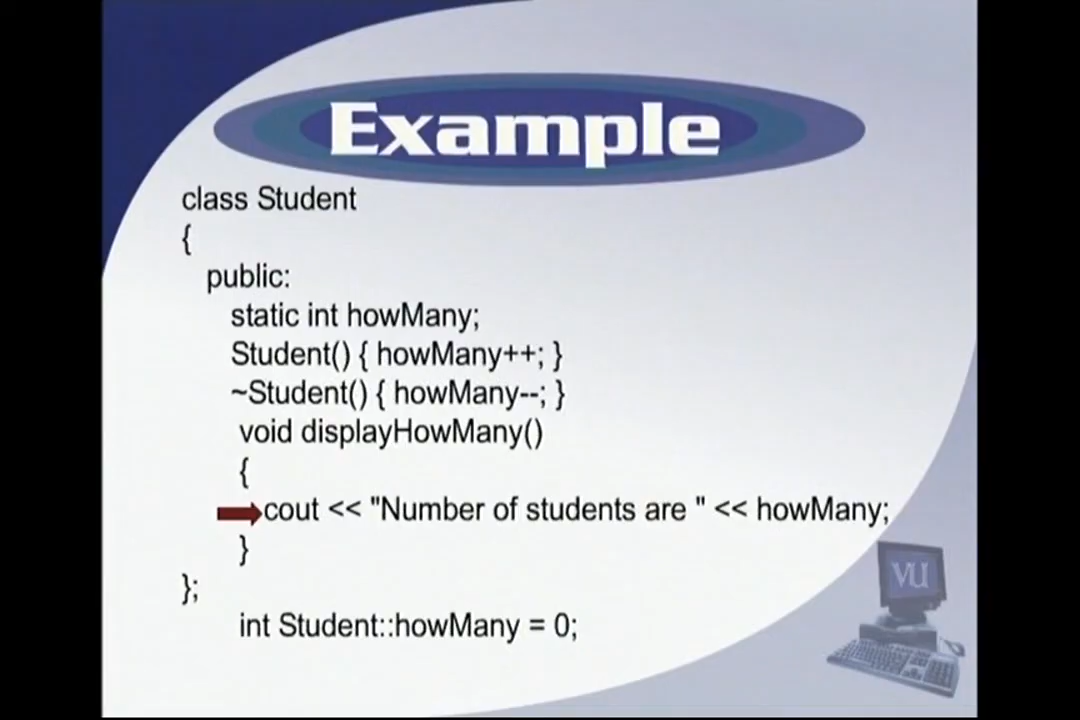 Example
class Student
{
public:
static int howMany;
Student() { howMany++; }
~Student() { howMany--; }
void displayHowMany()
{
cout << "Number of students are " << howMany;
}
};
int Student::howMany = 0;
VU